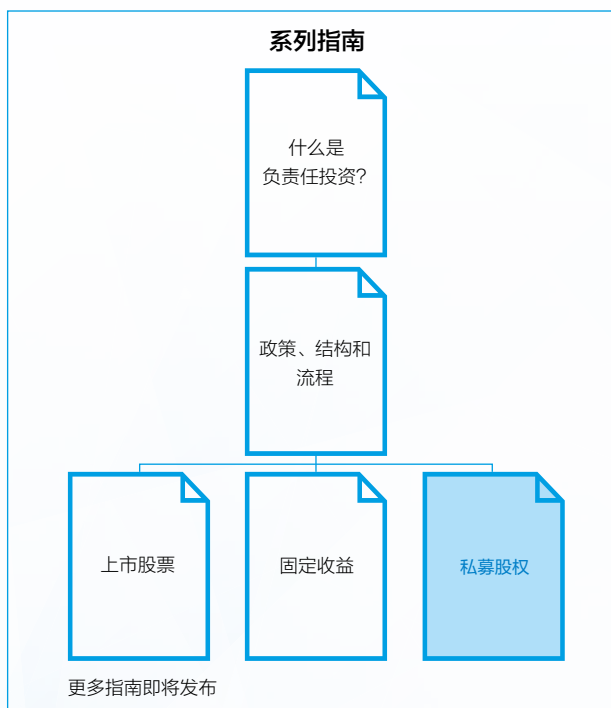 系列指南
什么是
负责任投资?
政策、结构和
流程
上市股票
固定收益
私募股权
更多指南即将发布